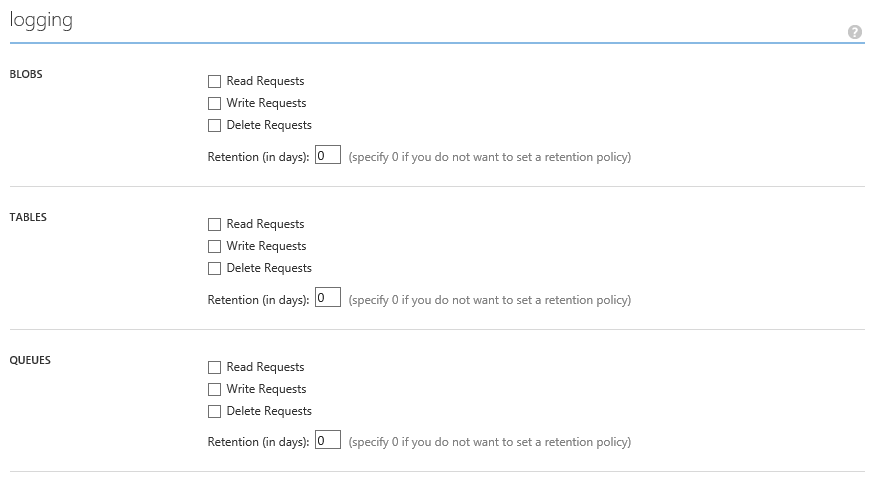 logging
?
BLOBS
Read Requests
Write Requests
Delete Requests
Retention (in days): 0 (specify 0 if you do not want to set a retention policy)
TABLES
Read Requests
Write Requests
Delete Requests
Retention (in days): 0 (specify 0 if you do not want to set a retention policy)
QUEUES
Read Requests
Write Requests
Delete Requests
Retention (in days): 0 (specify 0 if you do not want to set a retention policy)